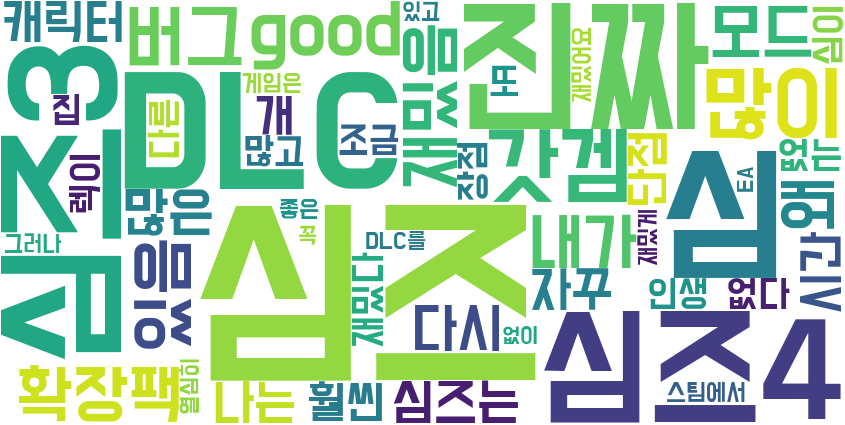 캐릭터
버그
good
있고
진짜
모드
심이
심즈3
집
DLC
게임은
다른
개
많고
조금
재밌음
또
재밌어요
많이
갓겜
단점
장점
없는
EA
심
왜
렉이
많은
그러나
좋은
꼭
DLC를
심즈
내가
재밌게
시간
있음
재밌다
다시
없이
자꾸
인생
없다
확장팩
열심히
나는
훨씬
심즈는
심즈4
스팀에서